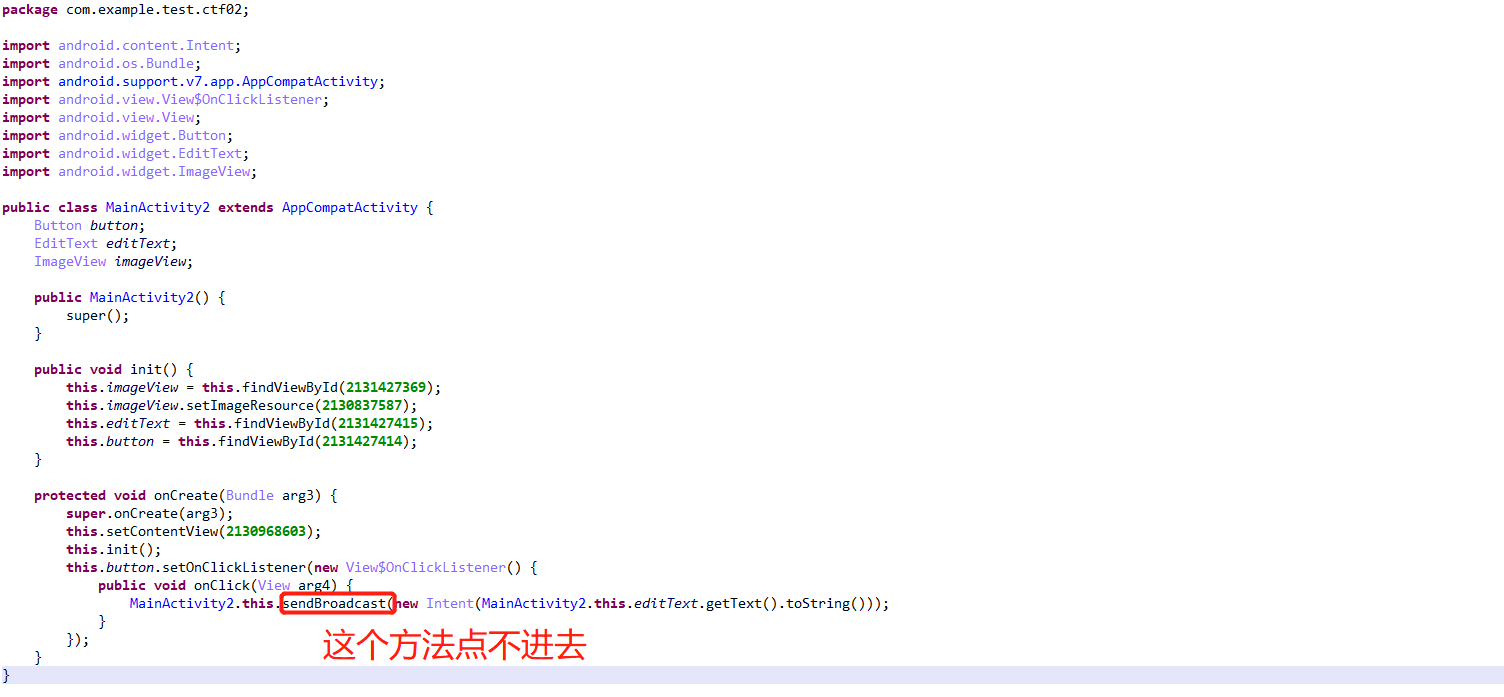 package com.example.test.ctf02;
import android.content.Intent;
import android.os.Bundle;
import android.support.v7.app.AppCompatActivity;
import android.view.View$OnClickListener;
import android.view.View;
import android.widget.Button;
import android.widget.EditText;
import android.widget.ImageView;
public class MainActivity2 extends AppCompatActivity {
Button button;
EditText editText;
ImageView imageView;
public MainActivity2() {
super();
}
public void init() {
this.imageView = this.findViewById(2131427369);
this.imageView.setImageResource(2130837587);
this.editText = this.findViewById(2131427415);
this.button = this.findViewById(2131427414);
}
protected void onCreate(Bundle arg3) {
super.onCreate(arg3);
this.setContentView(2130968603);
this.init();
this.button.setOnClickListener(new View$OnClickListener() {
public void onClick(View arg4) {
MainActivity2.this.sendBroadcast(new Intent(MainActivity2.this.editText.getText().toString()));
}
});
这个方法点不进去
}
}